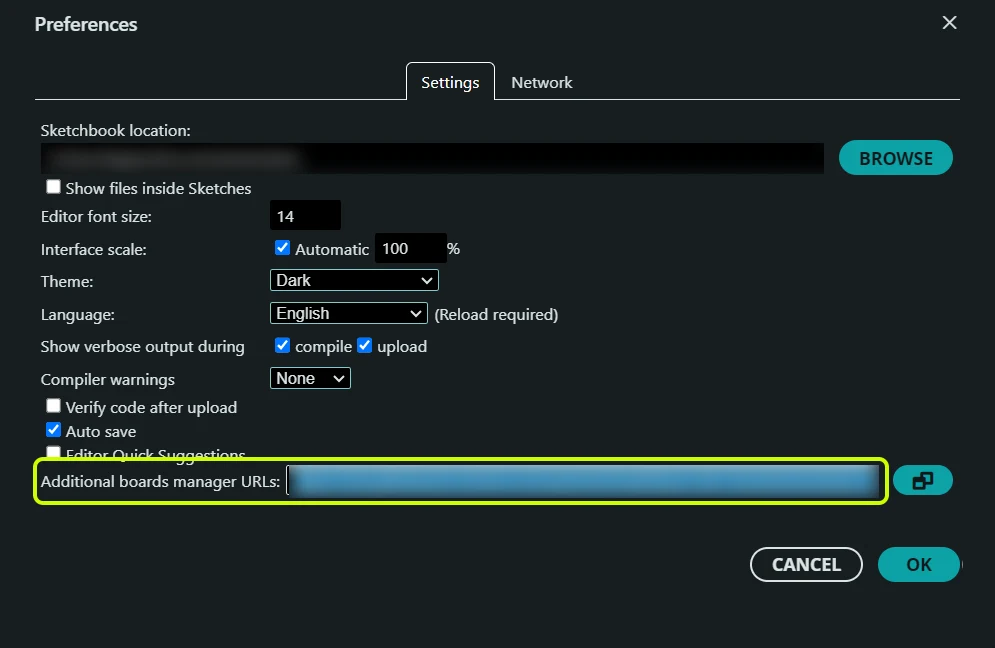 Preferences
Settings Network
Sketchbook location:
BROWSE
Show files inside Sketches
Editor font size: 14
Interface scale: Automatic 100 %
Theme: Dark
Language: English (Reload required)
Show verbose output during compile upload
Compiler warnings None
Verify code after upload
Auto save
Editor Quick Suggestions
Additional boards manager URLs:
CANCEL OK